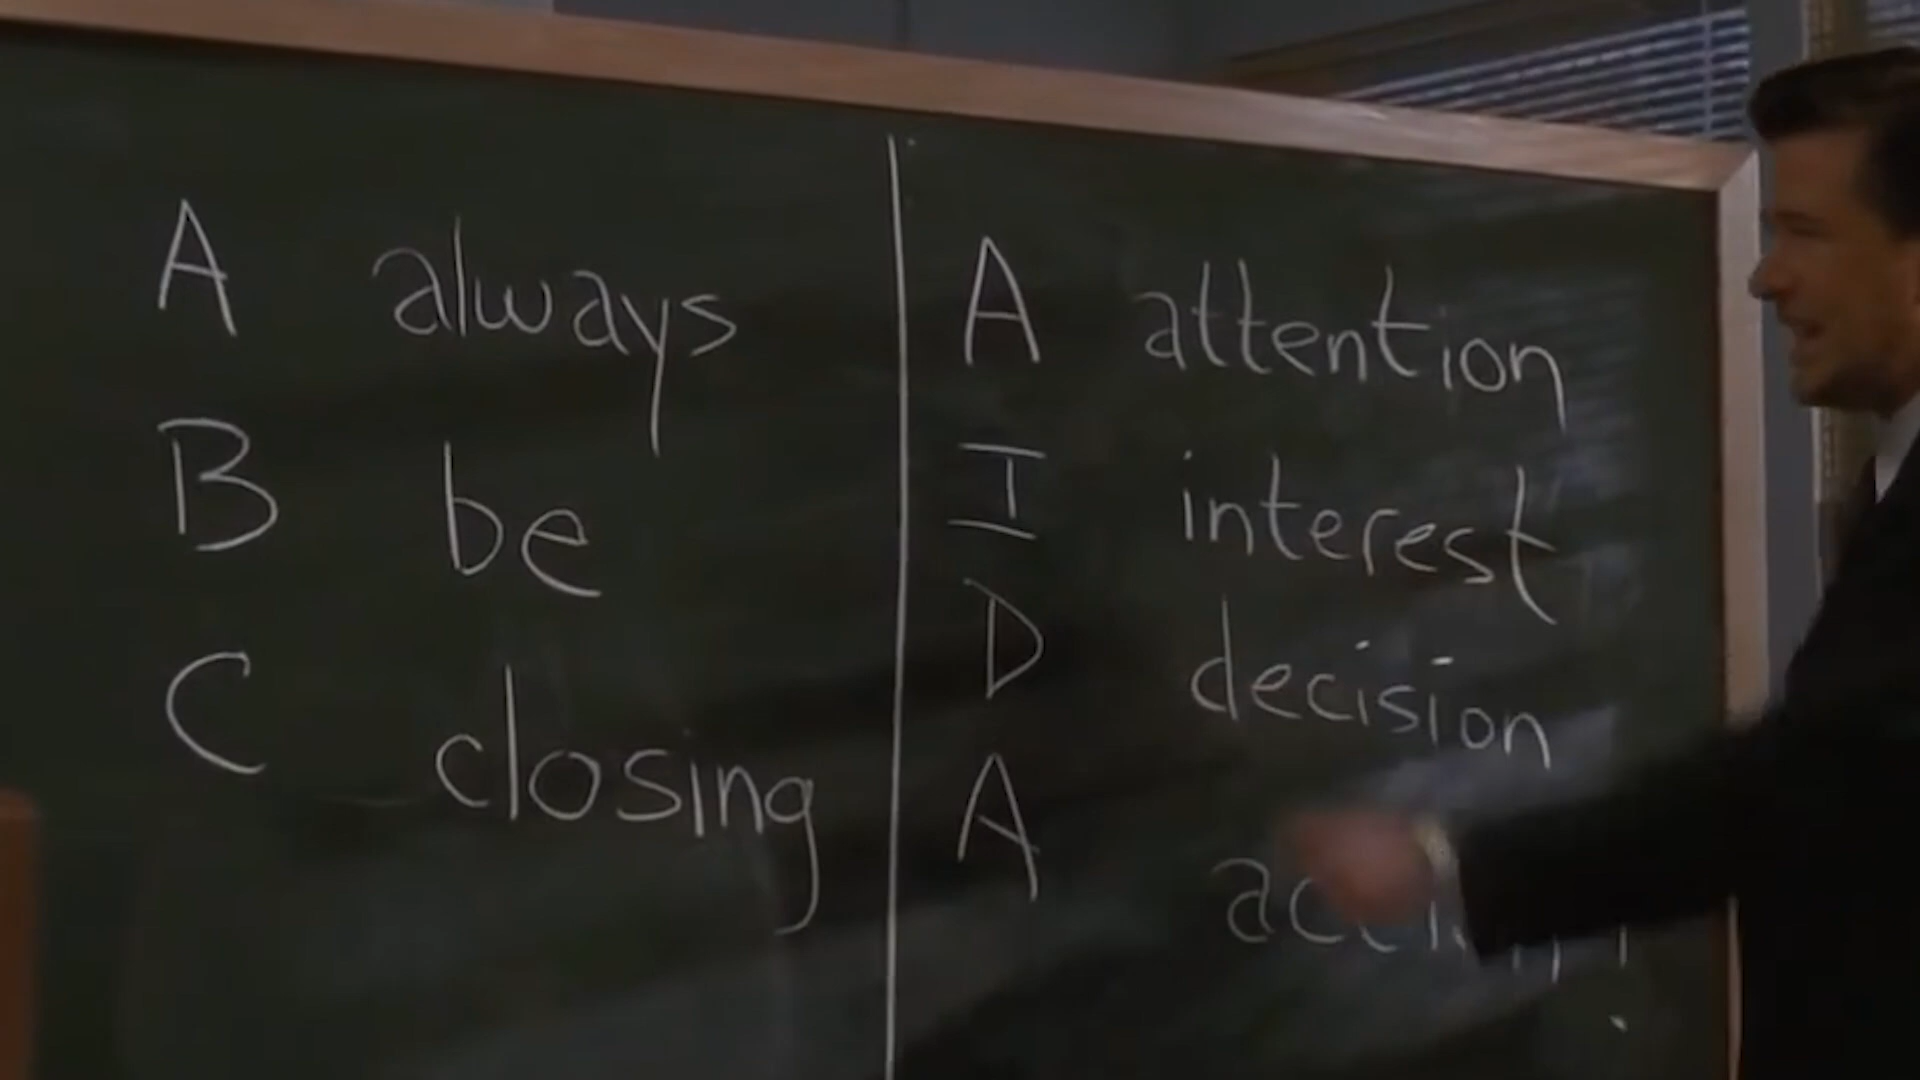 A always
B be
C closing
A attention
I interest
D decision
A